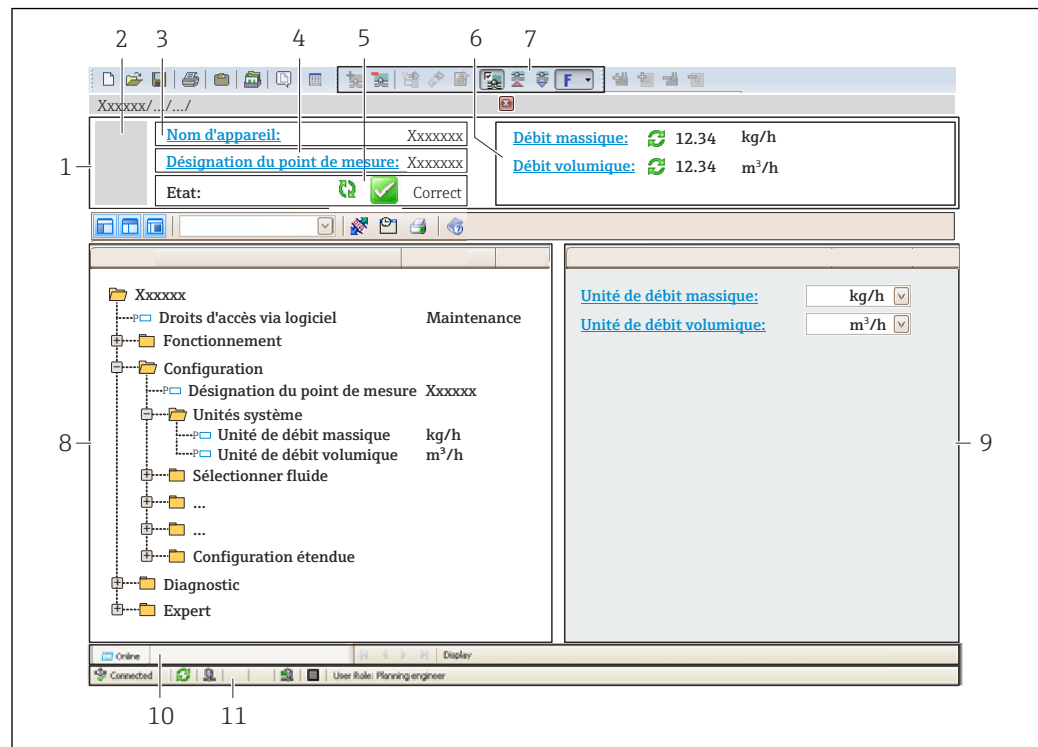 2 3 4 5 6 7
F
Xxxxxx/.../.../
1
Nom d'appareil: Xxxxxxx
Désignation du point de mesure: Xxxxxxx
Etat: Correct
Débit massique: 12.34 kg/h
Débit volumique: 12.34 m³/h
Xxxxxx
P Droits d'accès via logiciel Maintenance
Fonctionnement
Configuration
P Désignation du point de mesure Xxxxxx
Unités système
P Unité de débit massique kg/h
P Unité de débit volumique m³/h
Sélectionner fluide
...
...
Configuration étendue
Diagnostic
Expert
8
Unité de débit massique: kg/h
Unité de débit volumique: m³/h
9
Online Display
Connected User Role: Planning engineer
10 11